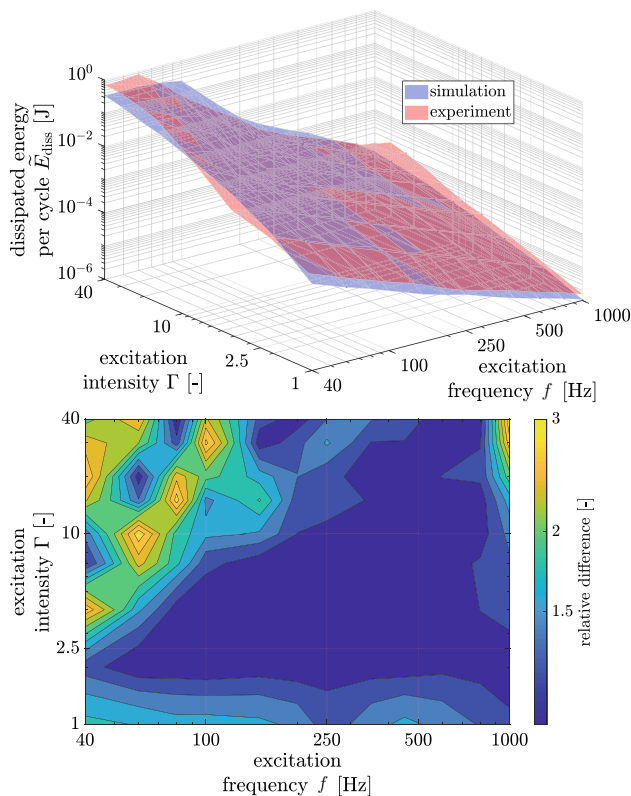 10^0
10^{-2}
10^{-4}
10^{-6}
dissipated energy
per cycle \tilde{E}_{diss} [J]
simulation
experiment
40
10
2.5
1
excitation
intensity Γ [-]
40
100
250
500
1000
excitation
frequency f [Hz]
40
10
2.5
1
excitation
intensity Γ [-]
40
100
250
500
1000
excitation
frequency f [Hz]
3
2
1.5
relative difference [-]